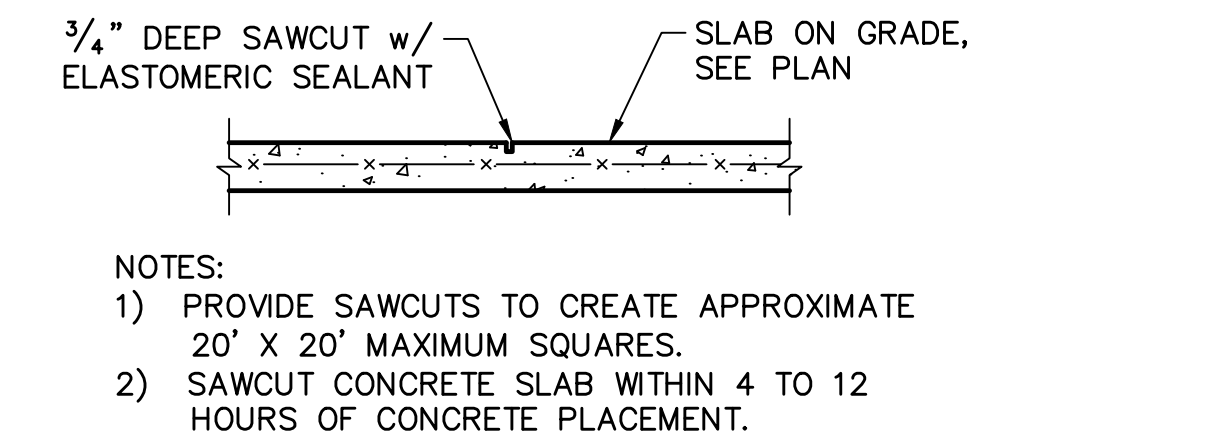 ¾” DEEP SAWCUT w/
ELASTOMERIC SEALANT
SLAB ON GRADE,
SEE PLAN
NOTES:
1) PROVIDE SAWCUTS TO CREATE APPROXIMATE
20’ X 20’ MAXIMUM SQUARES.
2) SAWCUT CONCRETE SLAB WITHIN 4 TO 12
HOURS OF CONCRETE PLACEMENT.